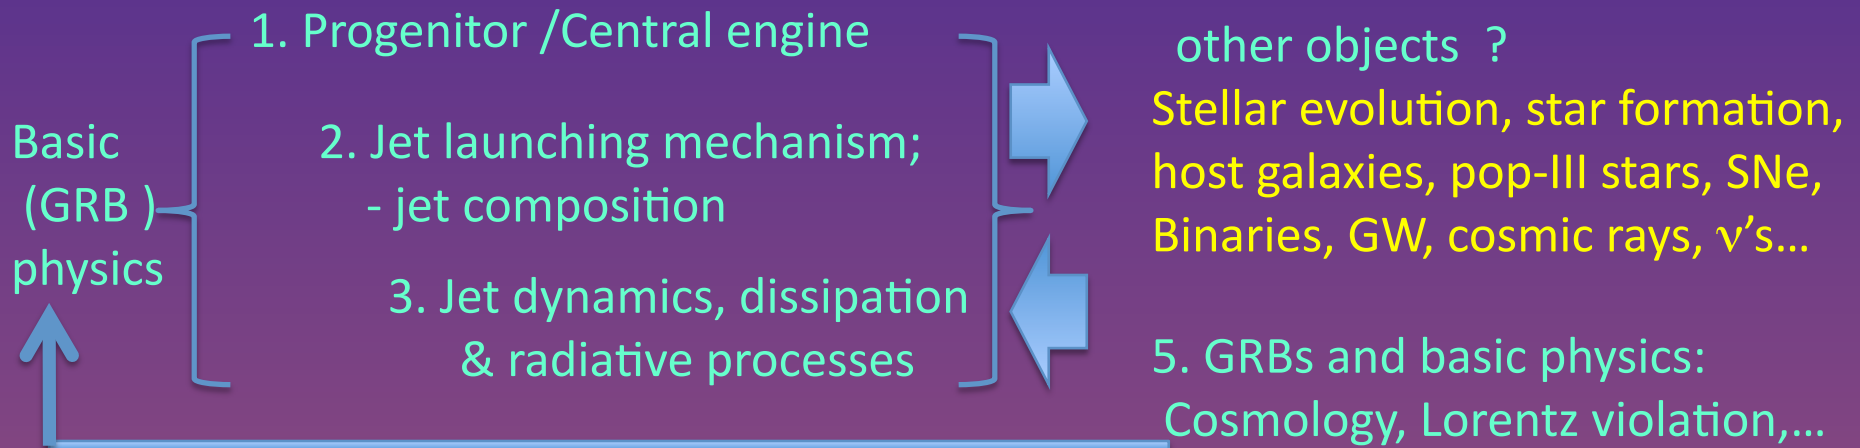 1. Progenitor /Central engine
Basic
(GRB )
physics
2. Jet launching mechanism;
- jet composition
3. Jet dynamics, dissipation
& radiative processes
other objects ?
Stellar evolution, star formation,
host galaxies, pop-III stars, SNe,
Binaries, GW, cosmic rays, ν’s…
5. GRBs and basic physics:
Cosmology, Lorentz violation,…